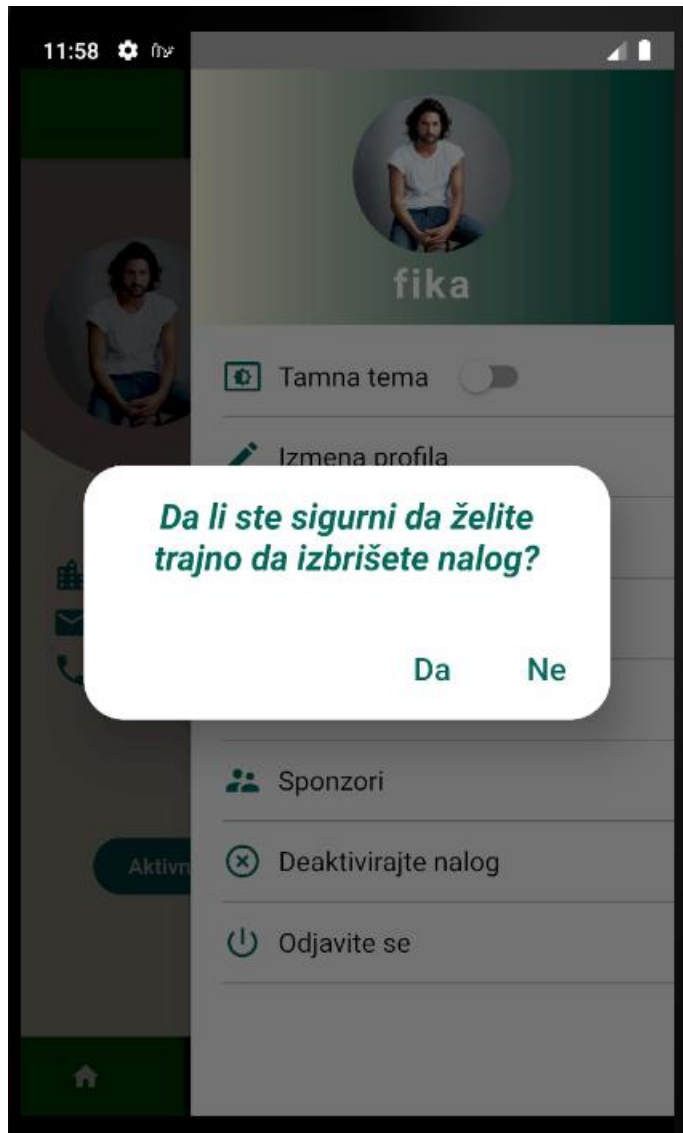 11:58
fika
Tamna tema
Izmena profila
Da li ste sigurni da želite
trajno da izbrišete nalog?
Da Ne
Sponzori
Aktivn
Deaktivirajte nalog
Odjavite se